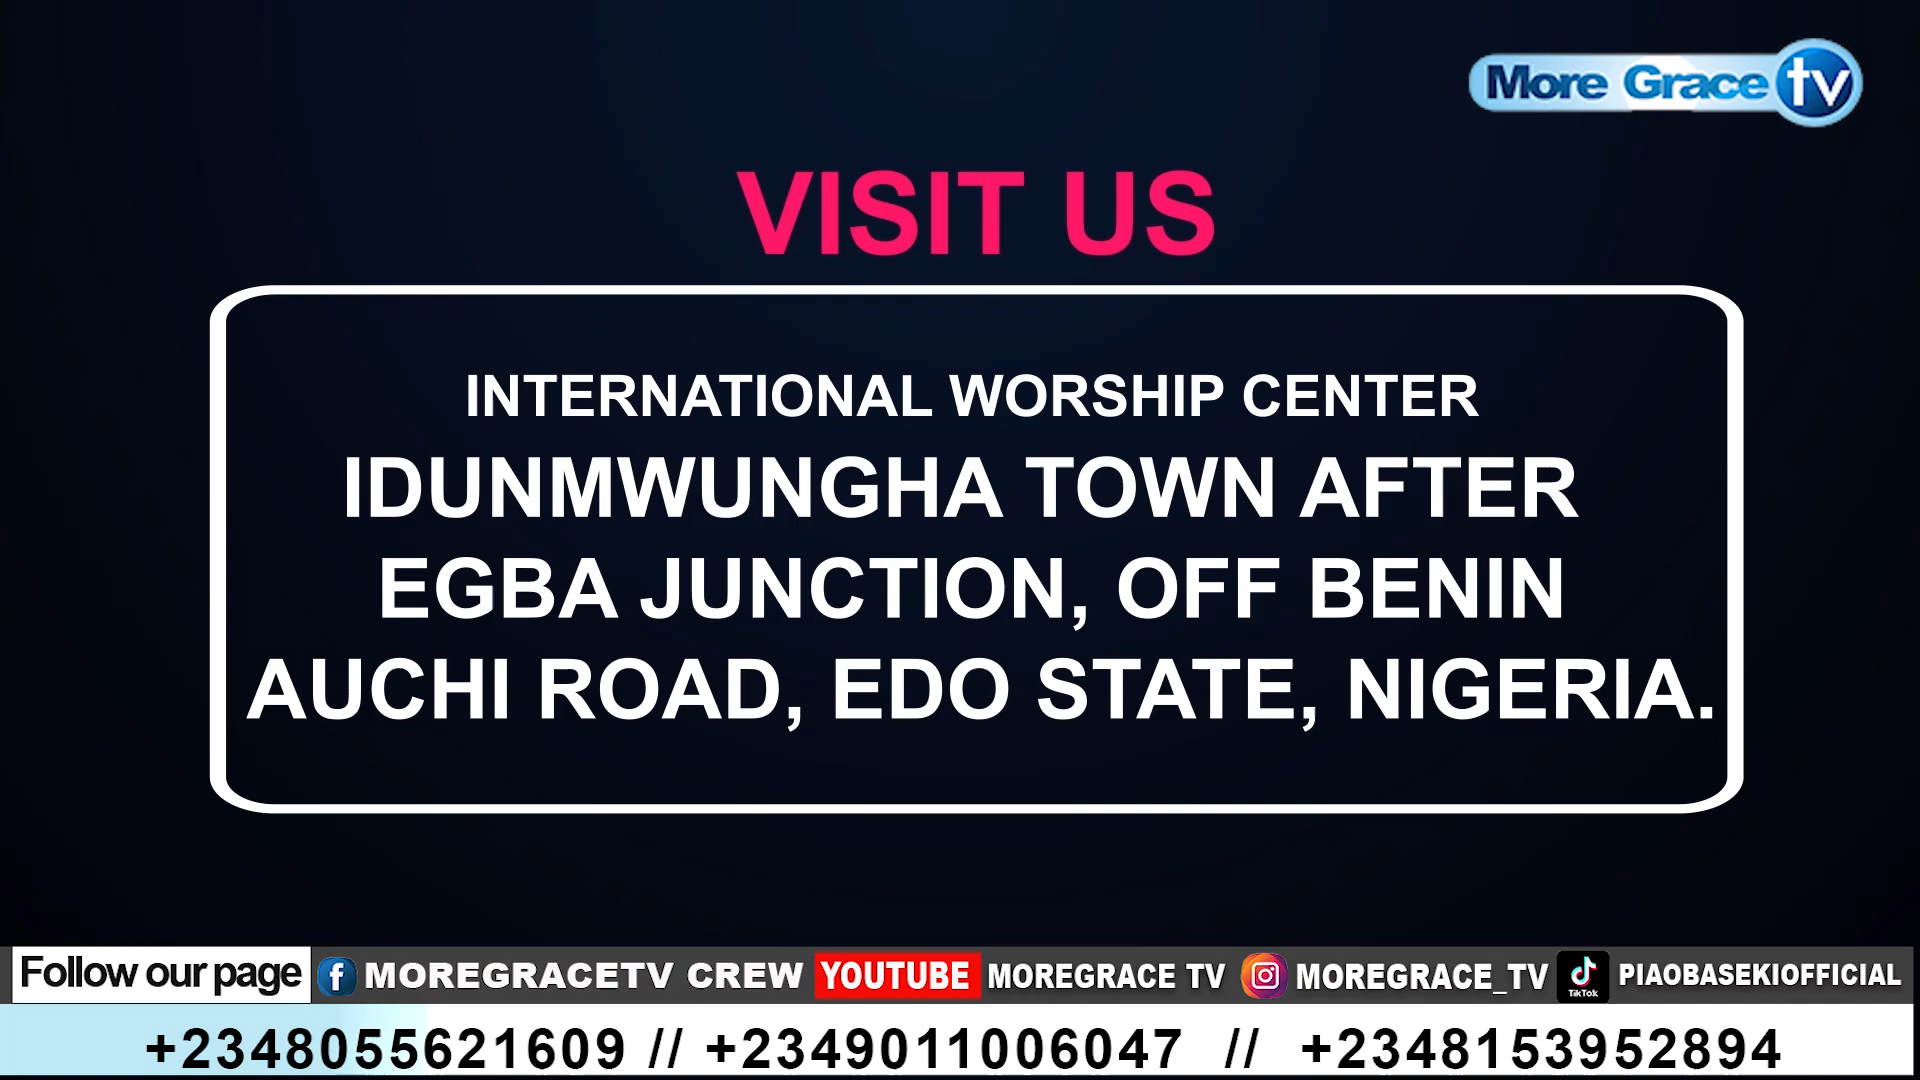 More Grace tv
VISIT US
INTERNATIONAL WORSHIP CENTER
IDUNMWUNGHA TOWN AFTER
EGBA JUNCTION, OFF BENIN
AUCHI ROAD, EDO STATE, NIGERIA.
Follow our page f MOREGRACETV CREW YOUTUBE MOREGRACE TV MOREGRACE_TV TikTok PIAOBASEKIOFFICIAL
+2348055621609 // +2349011006047 // +2348153952894